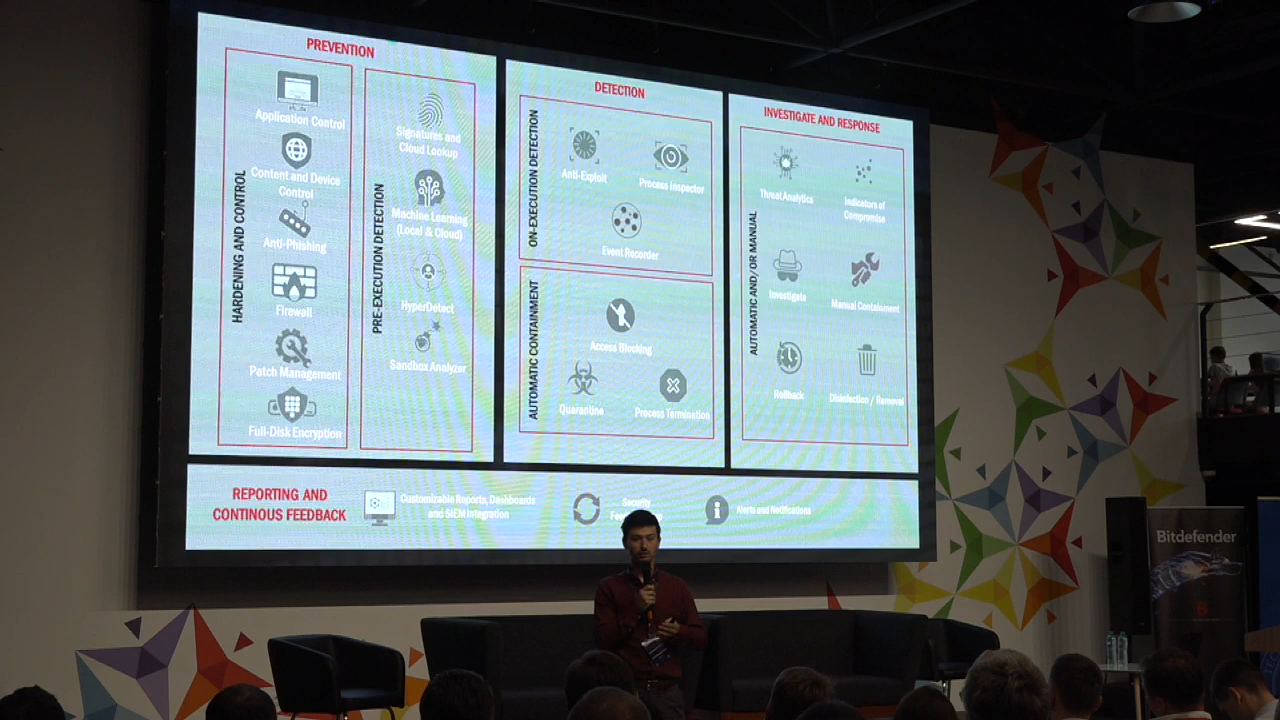 PREVENTION
HARDENING AND CONTROL
Application Control
Content and Device
Control
Anti-Phishing
Firewall
Patch Management
Full-Disk Encryption
PRE-EXECUTION DETECTION
Signatures and
Cloud Lookup
Machine Learning
(Local & Cloud)
HyperDetect
Sandbox Analyzer
DETECTION
ON-EXECUTION DETECTION
Anti-Exploit
Process Inspector
Event Recorder
AUTOMATIC CONTAINMENT
Access Blocking
Quarantine
Process Termination
INVESTIGATE AND RESPONSE
AUTOMATIC AND/OR MANUAL
Threat Analytics
Indicators of
Compromise
Investigate
Manual Containment
Rollback
Disinfection / Removal
REPORTING AND
CONTINOUS FEEDBACK
Customizable Reports, Dashboards
and SIEM Integration
Security
Alerts and Notifications
Bitdefender